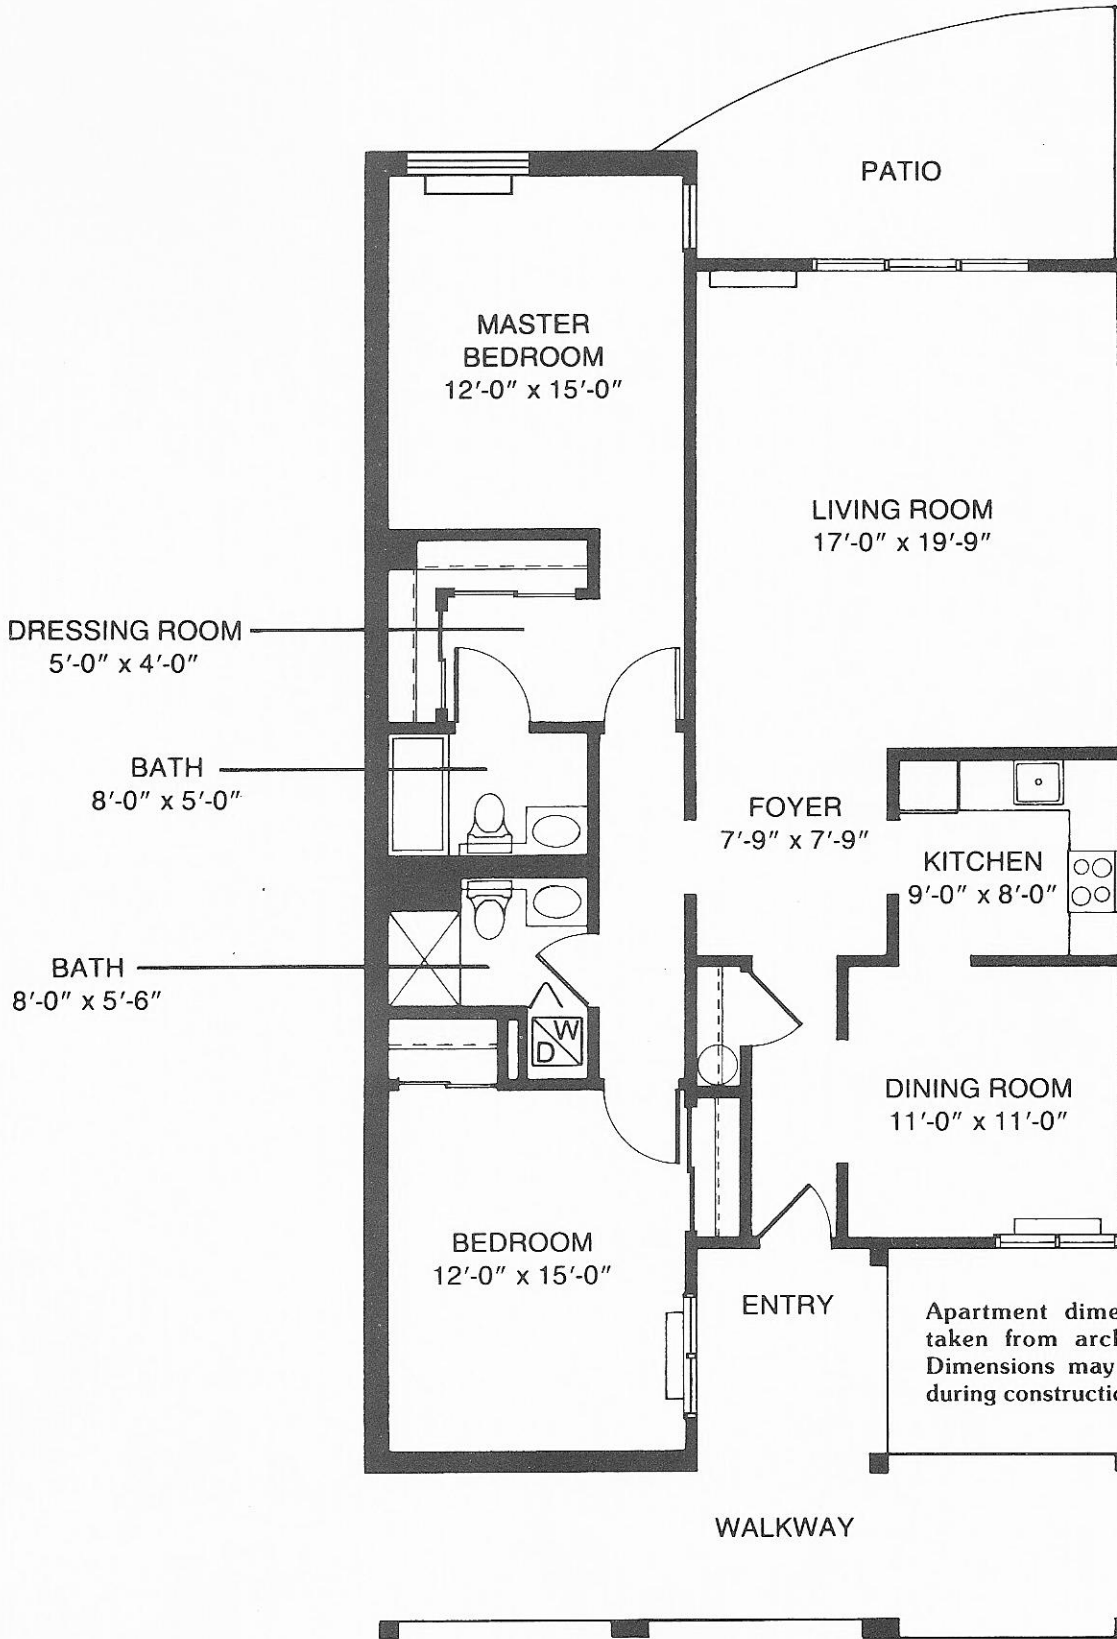 PATIO
MASTER
BEDROOM
12'-0" x 15'-0"
LIVING ROOM
17'-0" x 19'-9"
DRESSING ROOM
5'-0" x 4'-0"
BATH
8'-0" x 5'-0"
FOYER
7'-9" x 7'-9"
KITCHEN
9'-0" x 8'-0"
BATH
8'-0" x 5'-6"
W
D
DINING ROOM
11'-0" x 11'-0"
BEDROOM
12'-0" x 15'-0"
ENTRY
Apartment
taken from
Dimensions may
during
WALKWAY